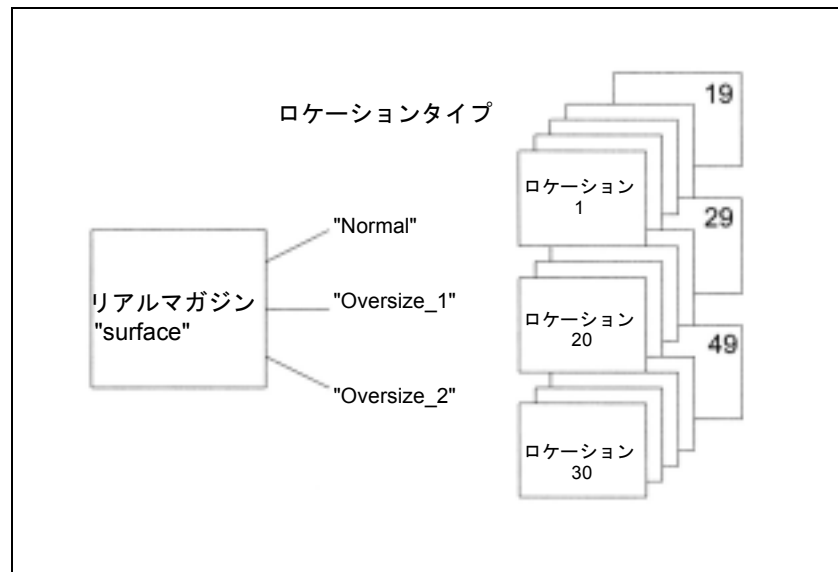 ロケーションタイプ
19
ロケーション
1
"Normal"
29
リアルマガジン
"surface"
"Oversize_1"
ロケーション
20
49
"Oversize_2"
ロケーション
30